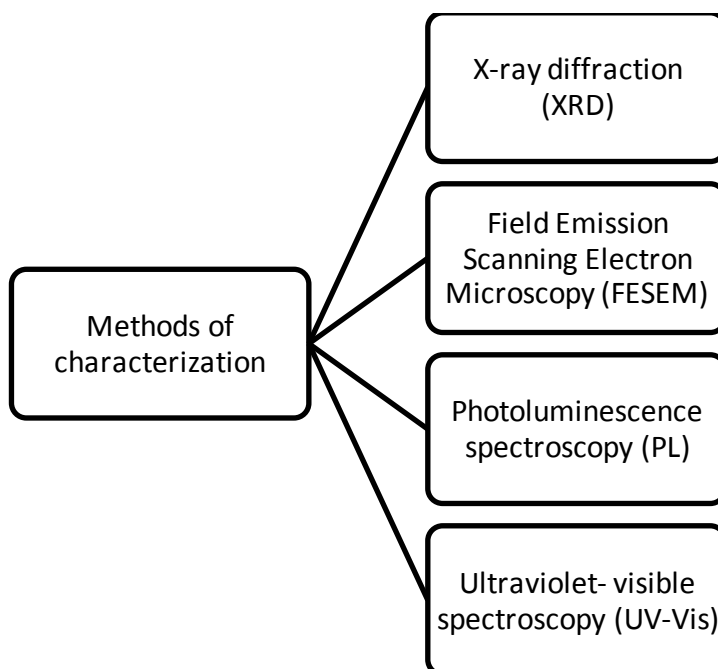 X-ray diffraction
(XRD)
Field Emission
Scanning Electron
Microscopy (FESEM)
Methods of
characterization
Photoluminescence
spectroscopy (PL)
Ultraviolet- visible
spectroscopy (UV-Vis)